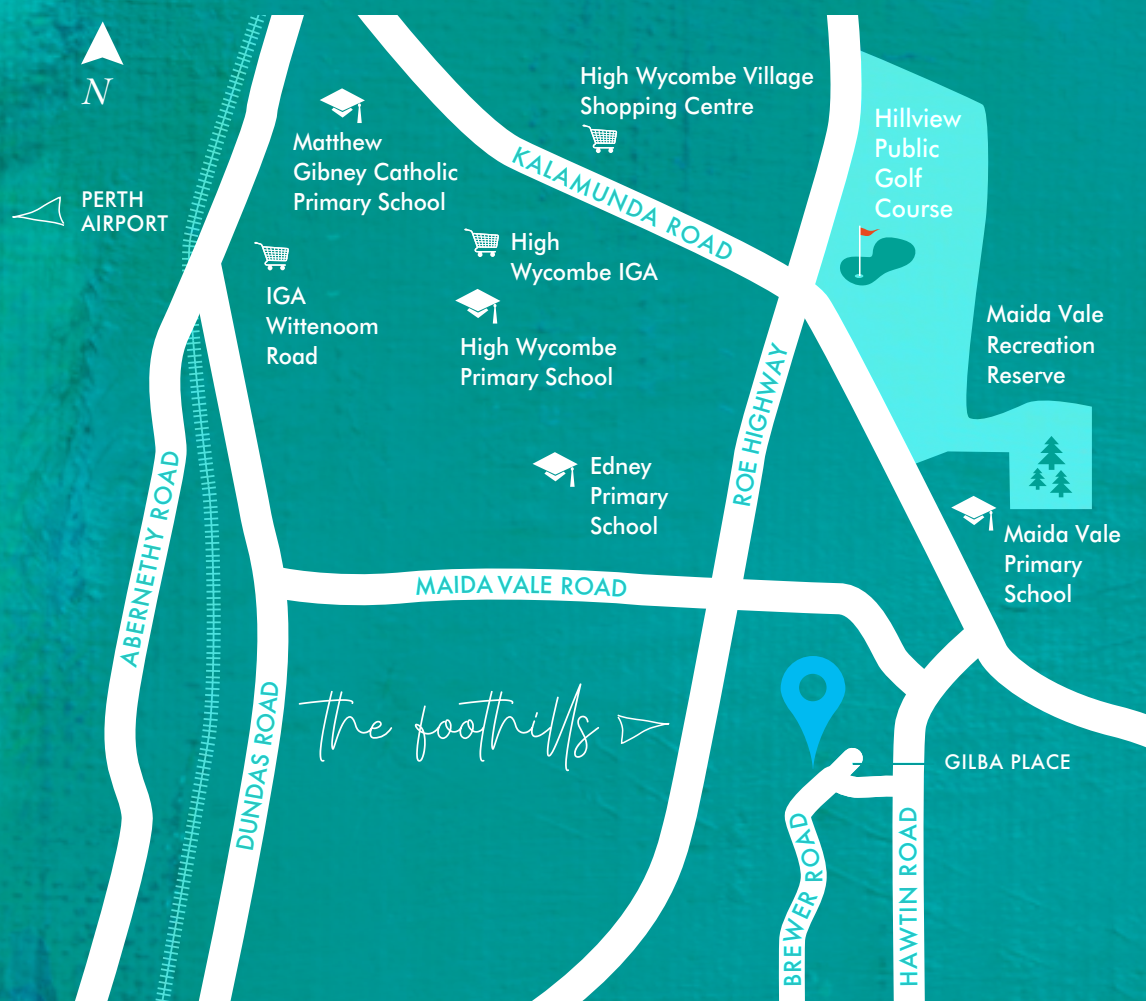 N
High Wycombe Village
Shopping Centre
Hillview
Public
Golf
Course
Matthew
Gibney Catholic
Primary School
KALAMUNDA ROAD
PERTH
AIRPORT
High
Wycombe IGA
IGA
Wittenoom
Road
High Wycombe
Primary School
Maida Vale
Recreation
Reserve
ROE HIGHWAY
Edney
Primary
School
Maida Vale
Primary
School
ABERNETHY ROAD
MAIDA VALE ROAD
the foothills
DUNDAS ROAD
GILBA PLACE
BREWER ROAD
HAWTIN ROAD